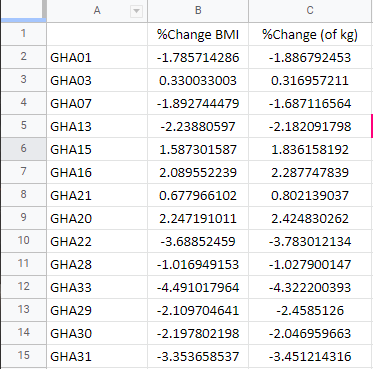 A B C
1 %Change BMI %Change (of kg)
2 GHA01 -1.785714286 -1.886792453
3 GHA03 0.330033003 0.316957211
4 GHA07 -1.892744479 -1.687116564
5 GHA13 -2.23880597 -2.182091798
6 GHA15 1.587301587 1.836158192
7 GHA16 2.089552239 2.287747839
8 GHA21 0.677966102 0.802139037
9 GHA20 2.247191011 2.424830262
10 GHA22 -3.68852459 -3.783012134
11 GHA28 -1.016949153 -1.027900147
12 GHA33 -4.491017964 -4.322200393
13 GHA29 -2.109704641 -2.4585126
14 GHA30 -2.197802198 -2.046959663
15 GHA31 -3.353658537 -3.451214316